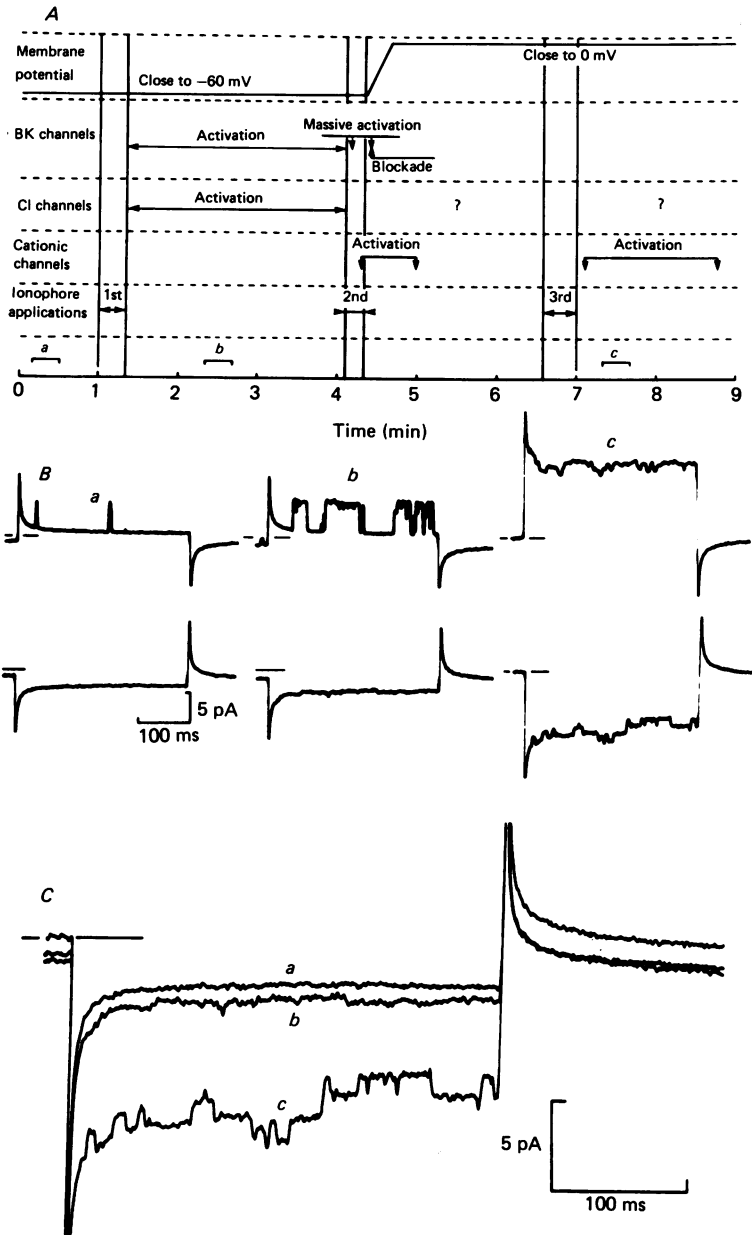 A
Membrane
potential
Close to −60 mV
Close to 0 mV
BK channels
Activation
Massive activation
Blockade
Cl channels
Activation
?
?
Cationic
channels
Activation
Activation
Ionophore
applications
1st
2nd
3rd
a
b
c
0 1 2 3 4 5 6 7 8 9
Time (min)
B
a
b
c
5 pA
100 ms
C
a
b
c
5 pA
100 ms